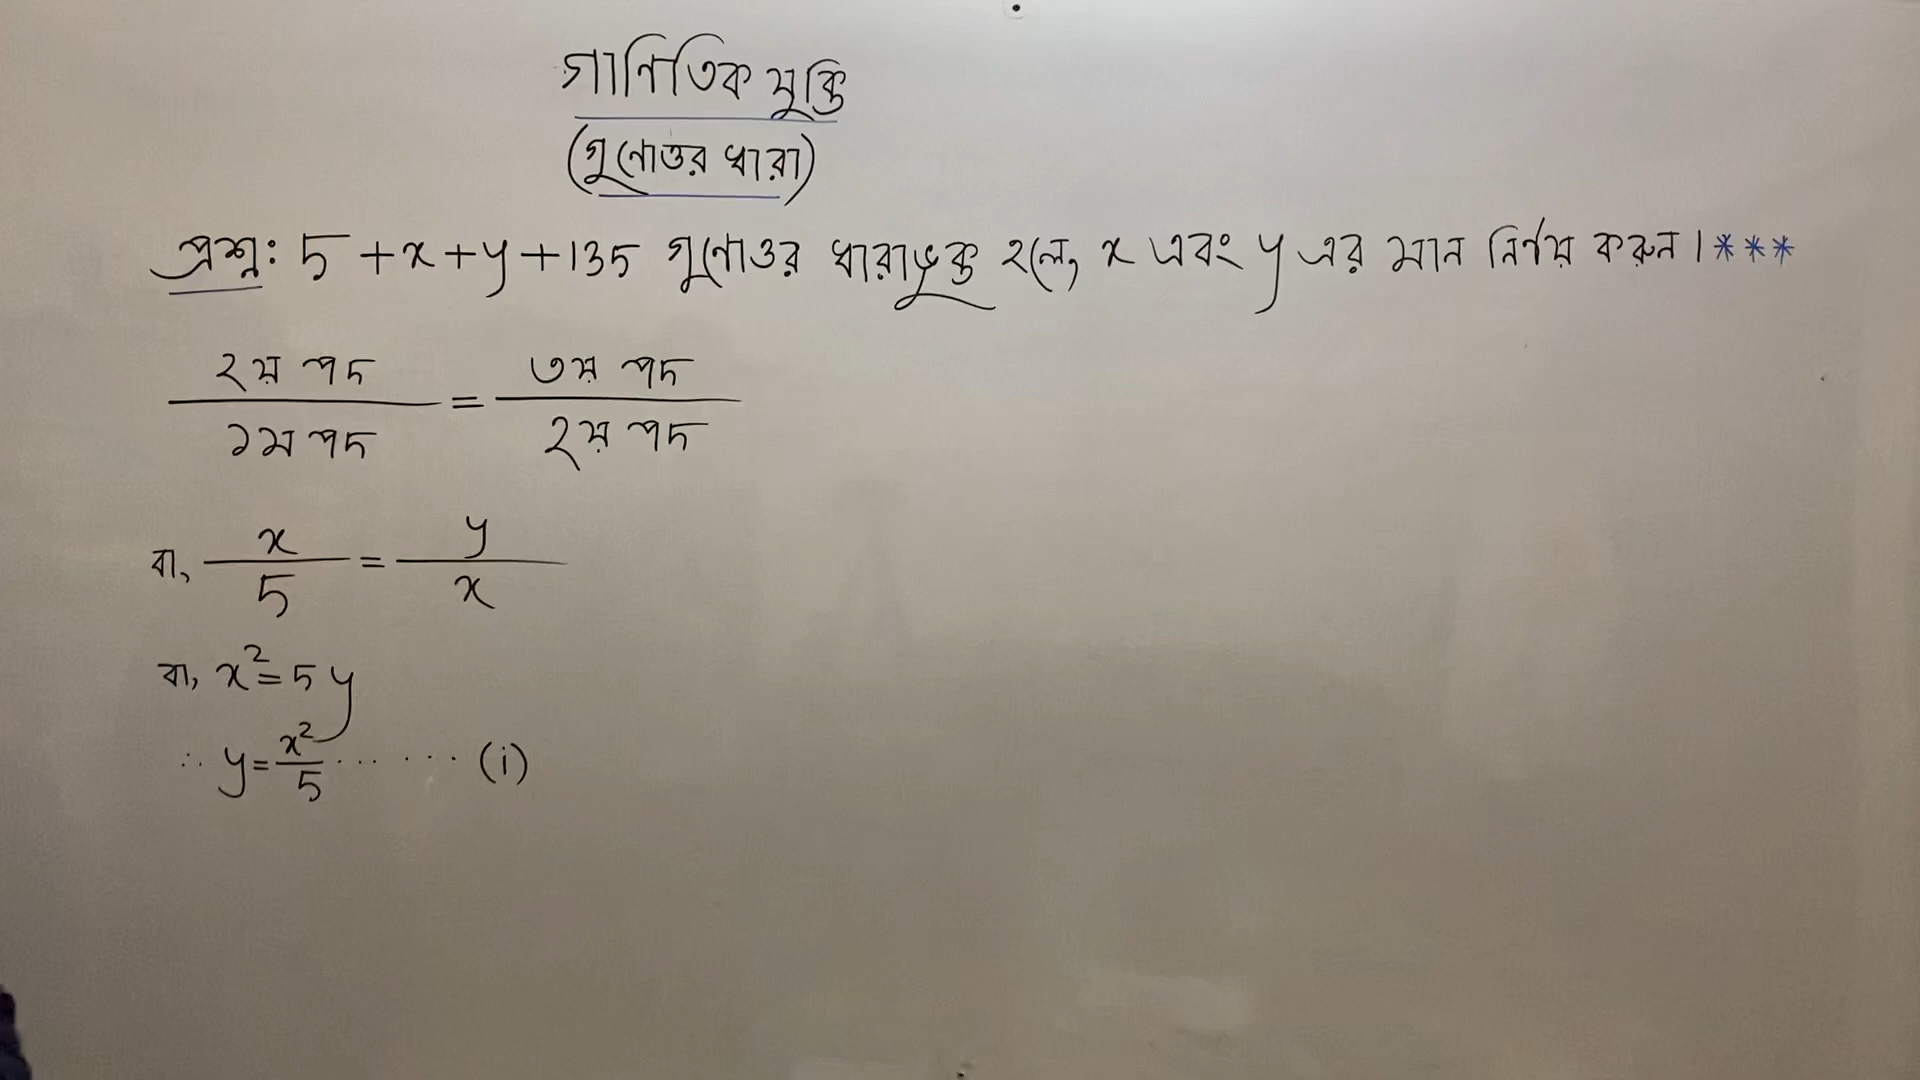 গানিতিক যুক্তি
(গুনোত্তর ধারা)
প্রশ্ন: 5 + x + y + 135 গুনোত্তর ধারাভুক্ত হলে, x এবং y এর মান নির্ণয় করুন।***
২য় পদ / ১ম পদ = ৩য় পদ / ২য় পদ
বা, x/5 = y/x
বা, x² = 5y
∴ y = x²/5 ......... (i)